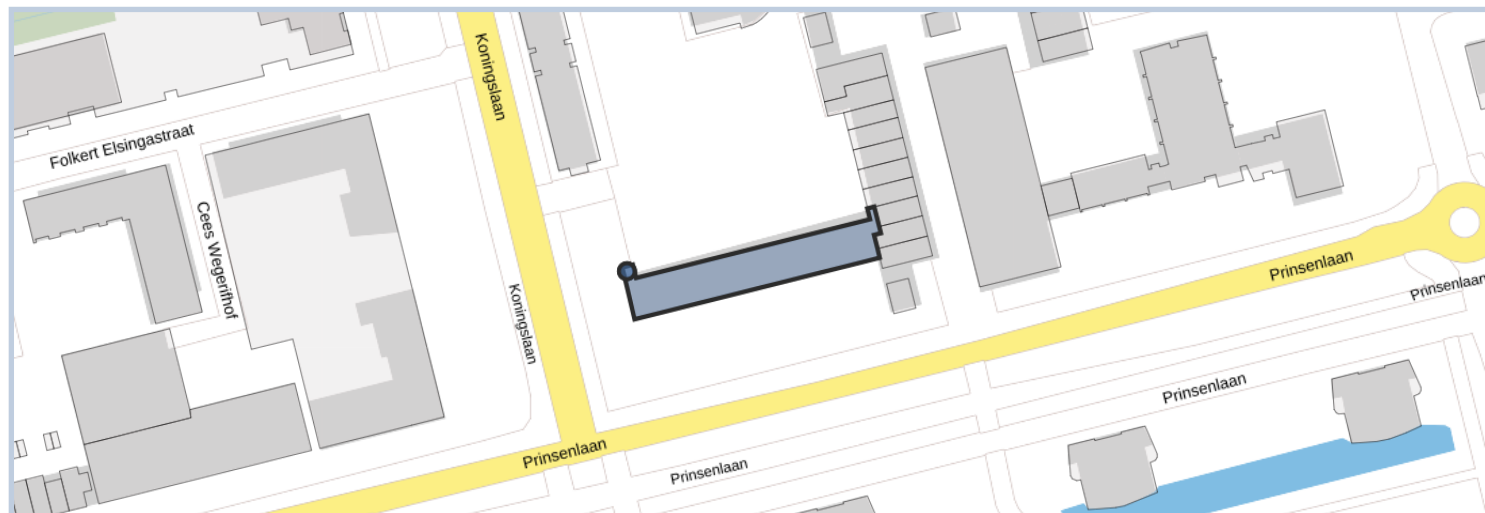 Koningslaan
Folkert Elsingastraat
Cees Wegerifhof
Koningslaan
Prinsenlaan
Prinsenlaan
Prinsenlaan
Prinsenlaan
Prinsenlaan